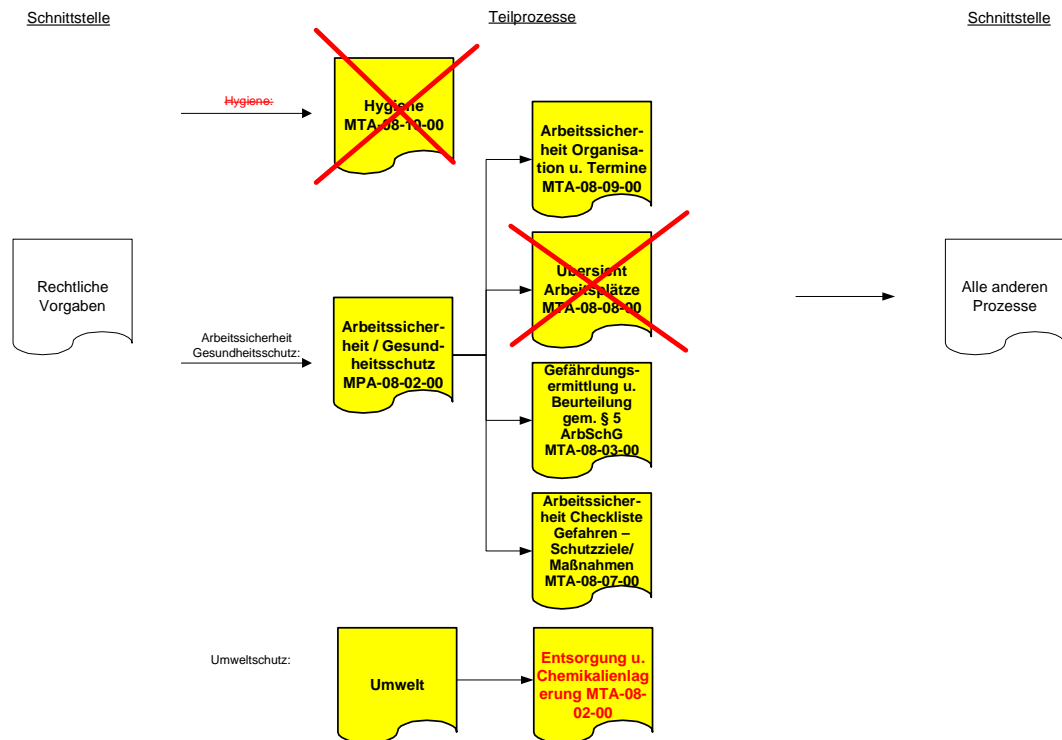 Schnittstelle
Teilprozesse
Schnittstelle
Hygiene:
Hygiene
MTA-08-10-00
Arbeitssicher-
heit Organisa-
tion u. Termine
MTA-08-09-00
Rechtliche
Vorgaben
Übersicht
Arbeitsplätze
MTA-08-08-00
Alle anderen
Prozesse
Arbeitssicherheit
Gesundheitsschutz:
Arbeitssicher-
heit / Gesund-
heitsschutz
MPA-08-02-00
Gefährdungs-
ermittlung u.
Beurteilung
gem. § 5
ArbSchG
MTA-08-03-00
Arbeitssicher-
heit Checkliste
Gefahren –
Schutzziele/
Maßnahmen
MTA-08-07-00
Umweltschutz:
Umwelt
Entsorgung u.
Chemikalienlag
erung MTA-08-
02-00